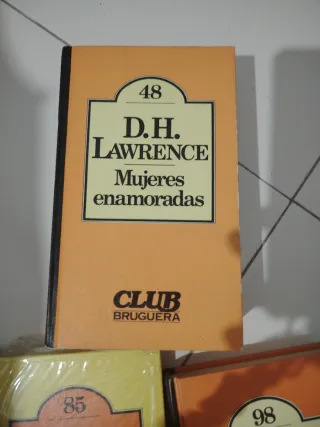 48
D.H.
LAWRENCE
Mujeres
enamoradas
CLUB
BRUGUERA
85
98